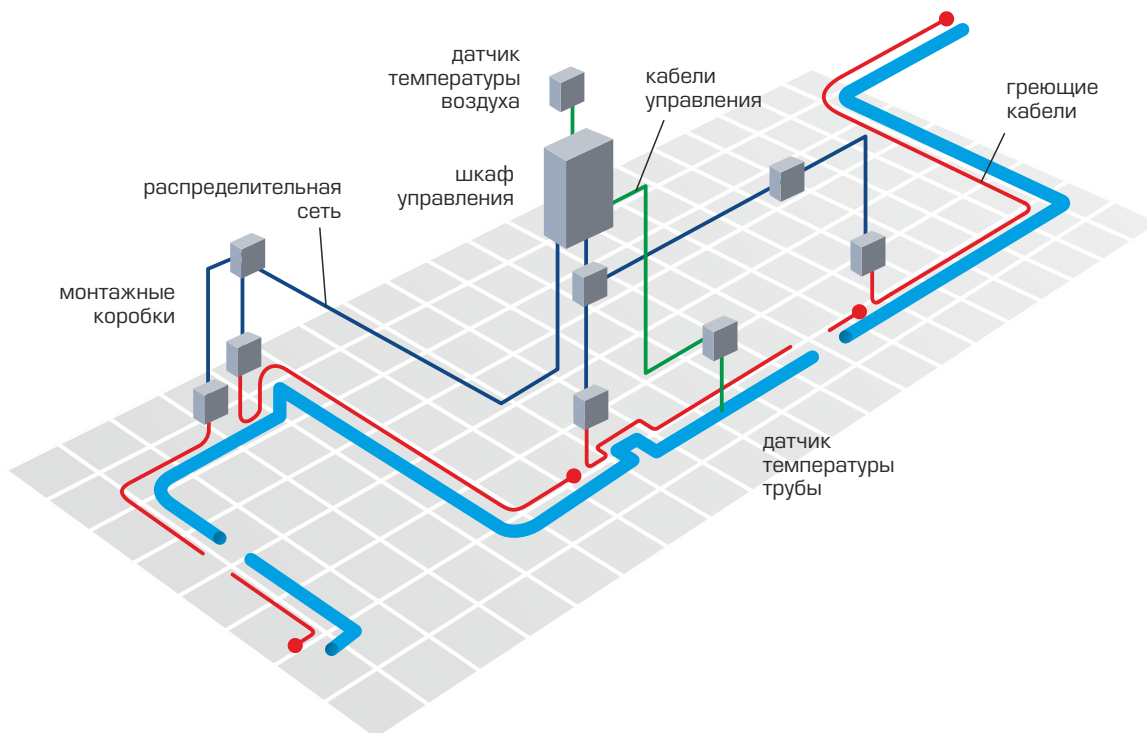 датчик
температуры
воздуха
кабели
управления
греющие
кабели
шкаф
управления
распределительная
сеть
монтажные
коробки
датчик
температуры
трубы